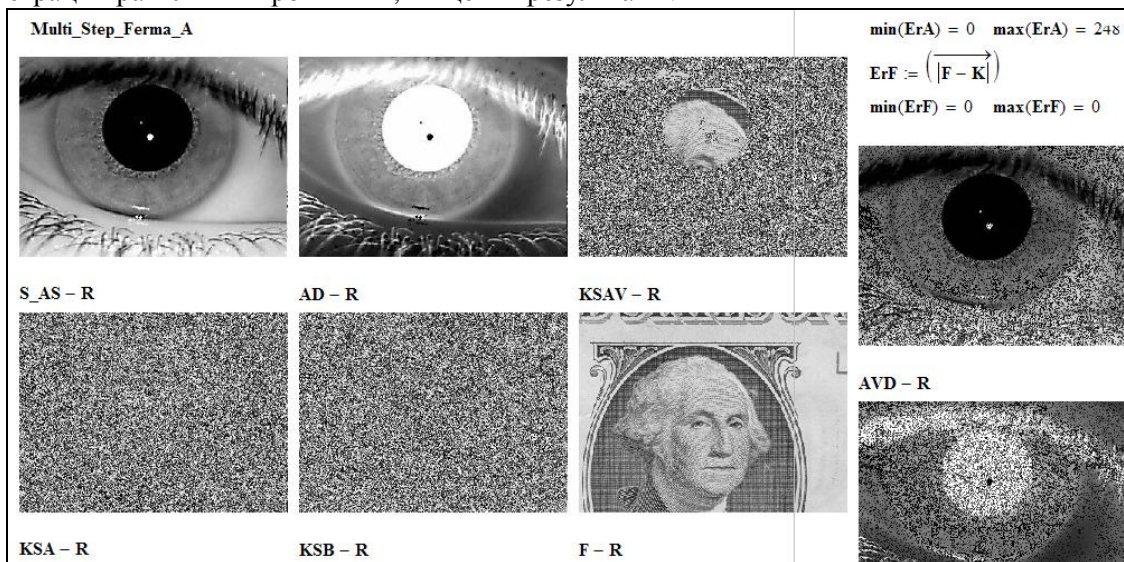 Multi_Step_Ferma_A
min(ErA) = 0 max(ErA) = 248
ErF := (|F − K|)
min(ErF) = 0 max(ErF) = 0
S_AS − R
AD − R
KSAV − R
AVD − R
KSA − R
KSB − R
F − R